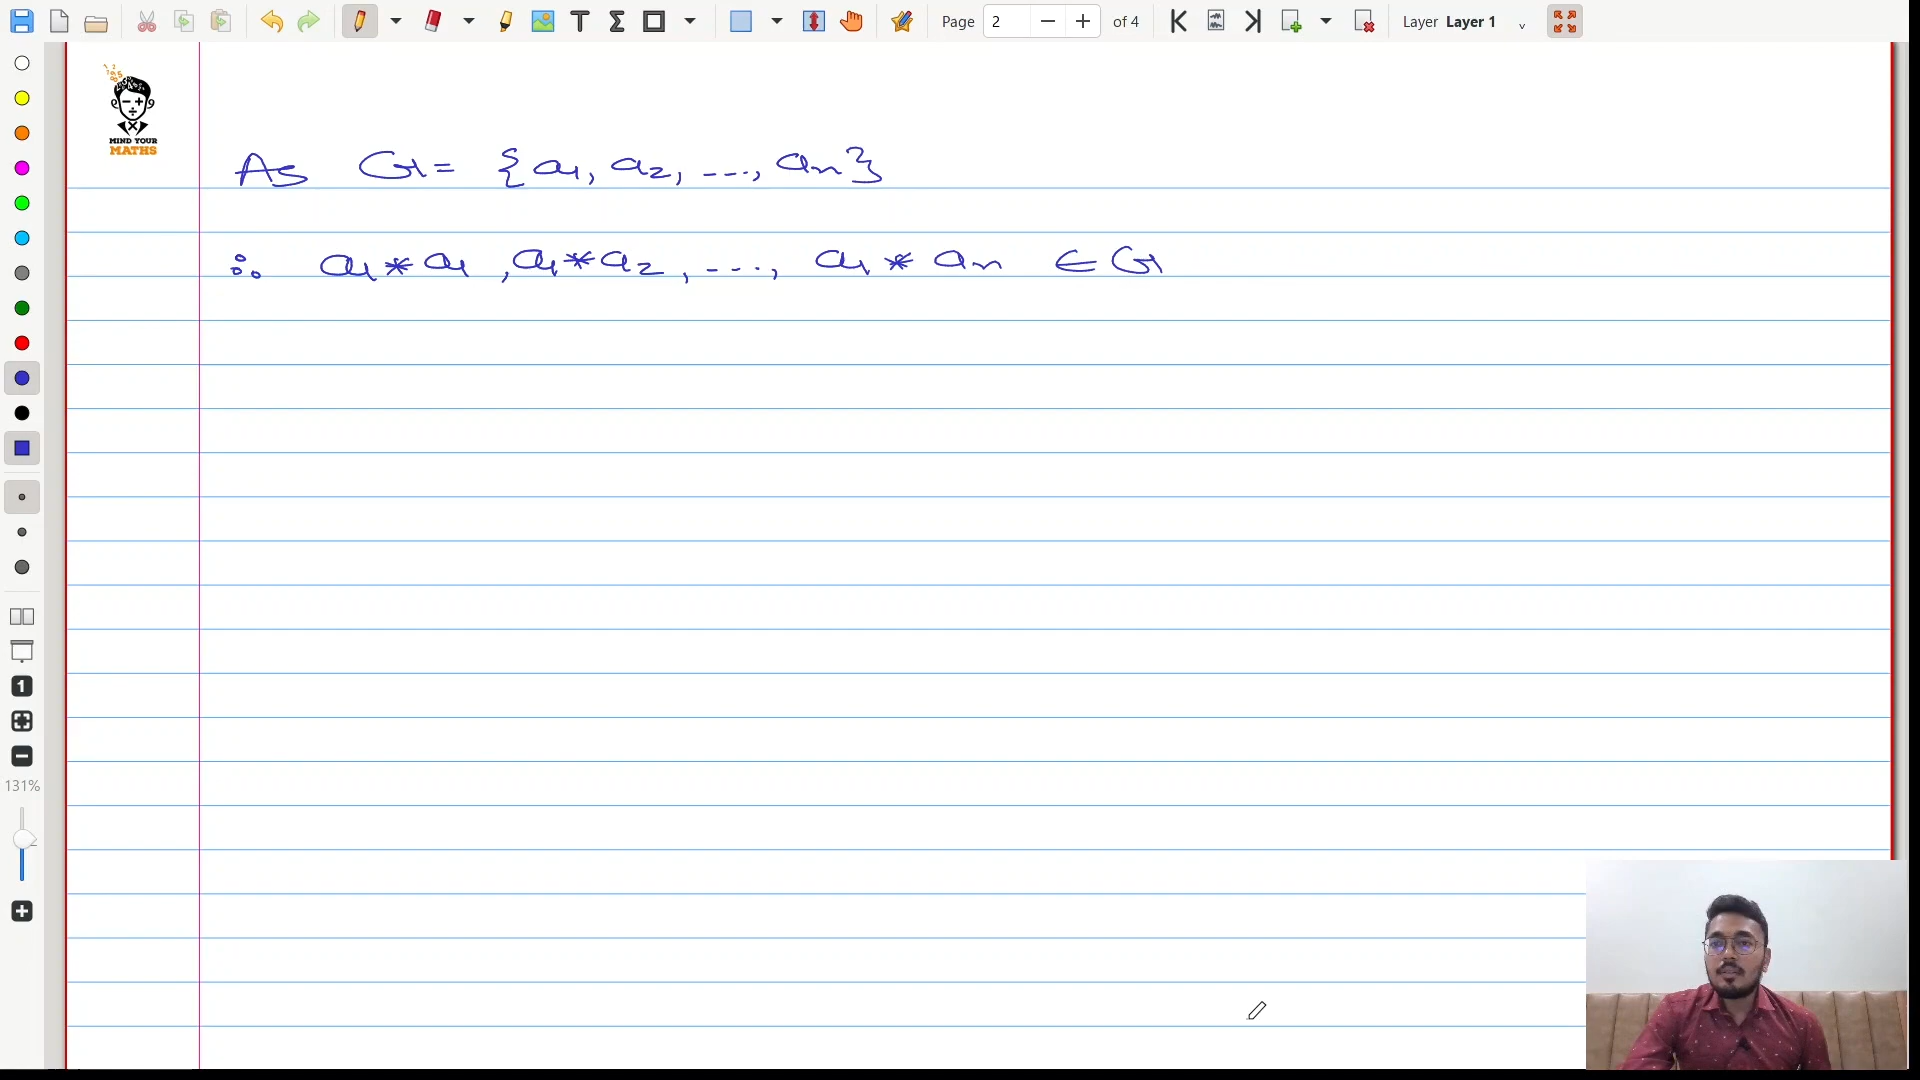 Page 2 of 4 Layer Layer 1
MIND YOUR
MATHS
As G = {a₁, a₂, ---, aₙ}
∴ a₁ * a₁, a₁ * a₂, ---, a₁ * aₙ ∈ G
131%